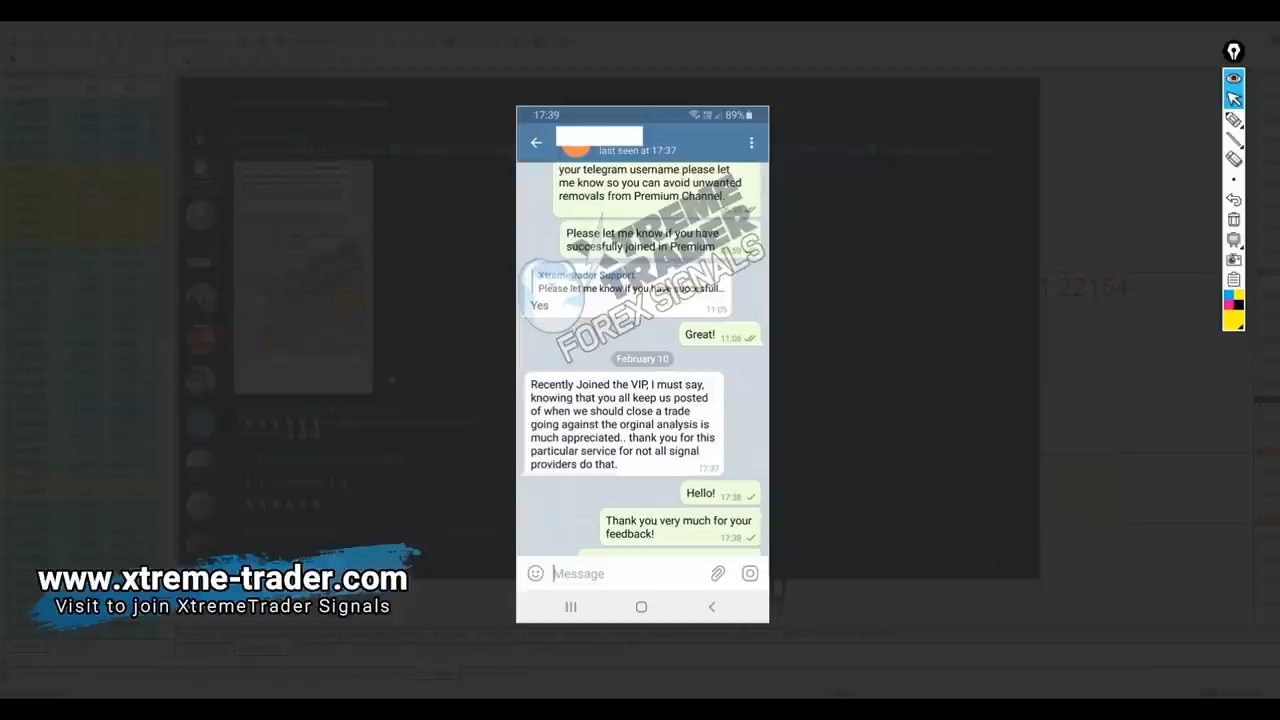 17:39
89%
last seen at 17:37
your telegram username please let
me know so you can avoid unwanted
removals from Premium Channel.
Please let me know if you have
succesfully joined in Premium
Xtremetrader Support
Please let me know if you have succesfull...
Yes
11:05
XTREME
TRADER
FOREX SIGNALS
Great! 11:06
February 10
Recently Joined the VIP, I must say,
knowing that you all keep us posted
of when we should close a trade
going against the orginal analysis is
much appreciated.. thank you for this
particular service for not all signal
providers do that.
17:37
Hello! 17:38
Thank you very much for your
feedback!
17:38
Message
www.xtreme-trader.com
Visit to join XtremeTrader Signals